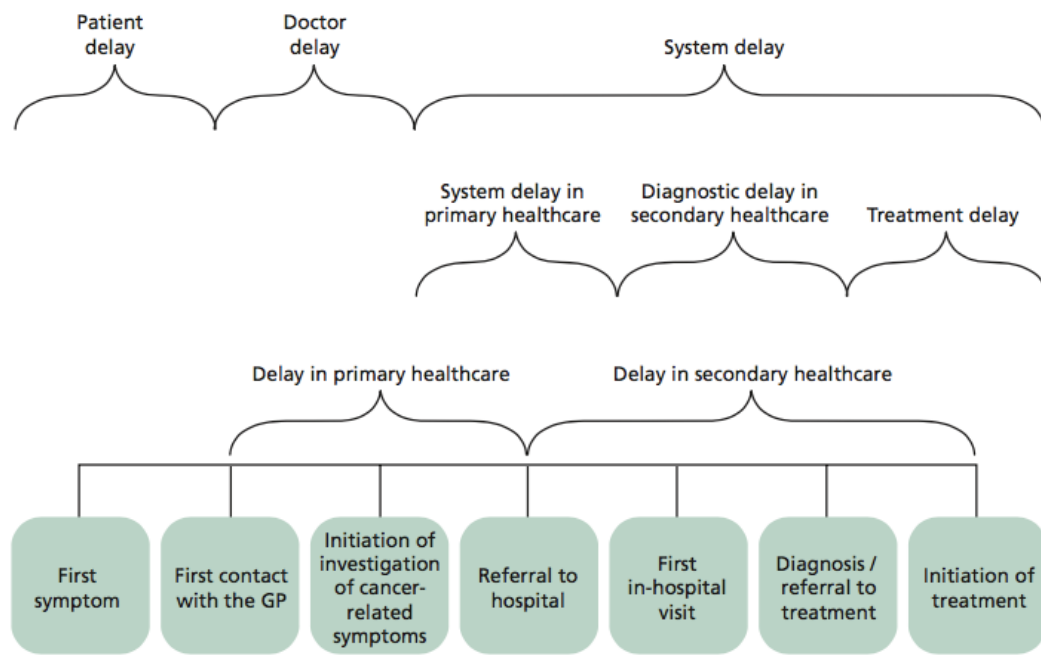 Patient
delay
Doctor
delay
System delay
System delay in
primary healthcare
Diagnostic delay in
secondary healthcare
Treatment delay
Delay in primary healthcare
Delay in secondary healthcare
First
symptom
First contact
with the GP
Initiation of
investigation
of cancer-
related
symptoms
Referral to
hospital
First
in-hospital
visit
Diagnosis /
referral to
treatment
Initiation of
treatment